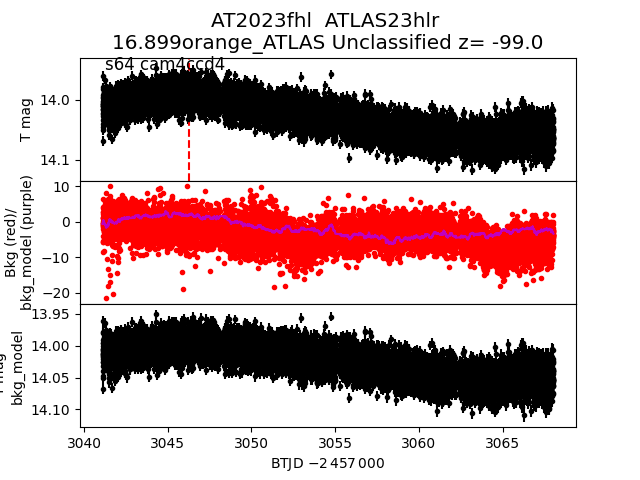 AT2023fhl ATLAS23hlr
16.899orange_ATLAS Unclassified z= -99.0
s64 cam4ccd4
T mag
14.0
14.1
Bkg (red)/
bkg_model (purple)
10
0
−10
−20
mag
bkg_model
13.95
14.00
14.05
14.10
3040
3045
3050
3055
3060
3065
BTJD −2 457 000